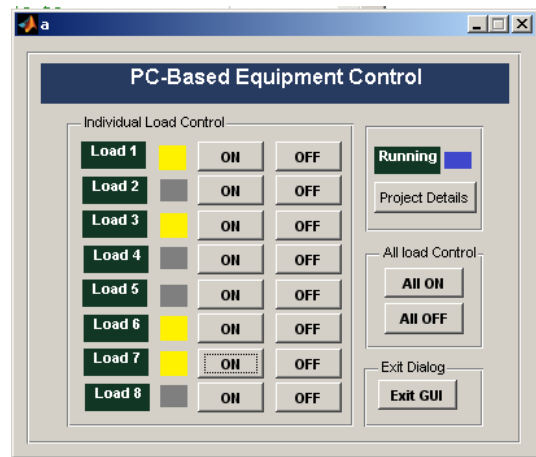 a
PC-Based Equipment Control
Individual Load Control
Load 1 ON OFF
Load 2 ON OFF
Load 3 ON OFF
Load 4 ON OFF
Load 5 ON OFF
Load 6 ON OFF
Load 7 ON OFF
Load 8 ON OFF
Running
Project Details
All load Control
All ON
All OFF
Exit Dialog
Exit GUI